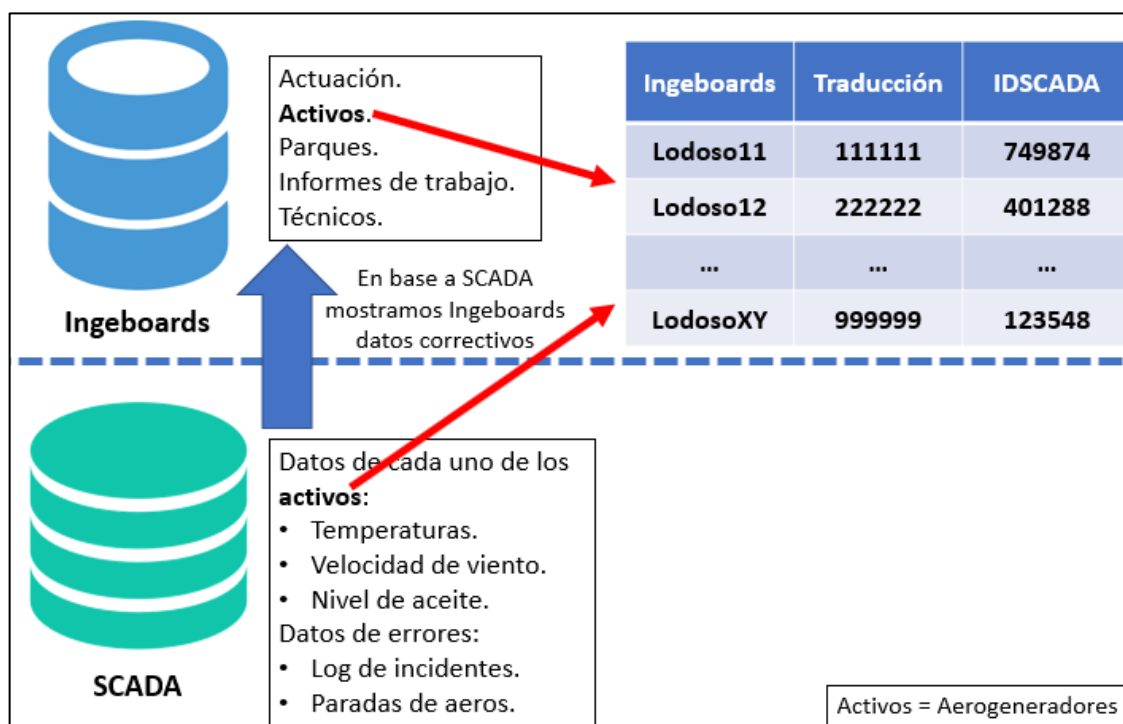 Actuación.
Activos.
Parques.
Informes de trabajo.
Técnicos.
Ingeboards
En base a SCADA
mostramos Ingeboards
datos correctivos
Ingeboards Traducción IDSCADA
Lodoso11 111111 749874
Lodoso12 222222 401288
... ... ...
LodosoXY 999999 123548
SCADA
Datos de cada uno de los
activos:
• Temperaturas.
• Velocidad de viento.
• Nivel de aceite.
Datos de errores:
• Log de incidentes.
• Paradas de aeros.
Activos = Aerogeneradores